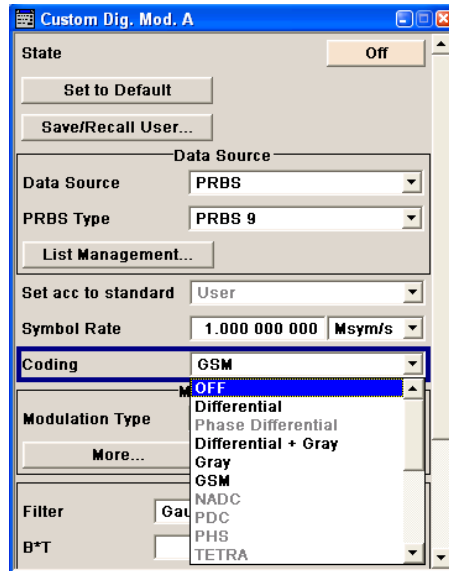 Custom Dig. Mod. A
State Off
Set to Default
Save/Recall User...
Data Source
Data Source PRBS
PRBS Type PRBS 9
List Management...
Set acc to standard User
Symbol Rate 1.000 000 000 Msym/s
Coding GSM
OFF
Differential
Phase Differential
Differential + Gray
Gray
GSM
NADC
PDC
PHS
TETRA
Modulation Type
More...
Filter
B*T